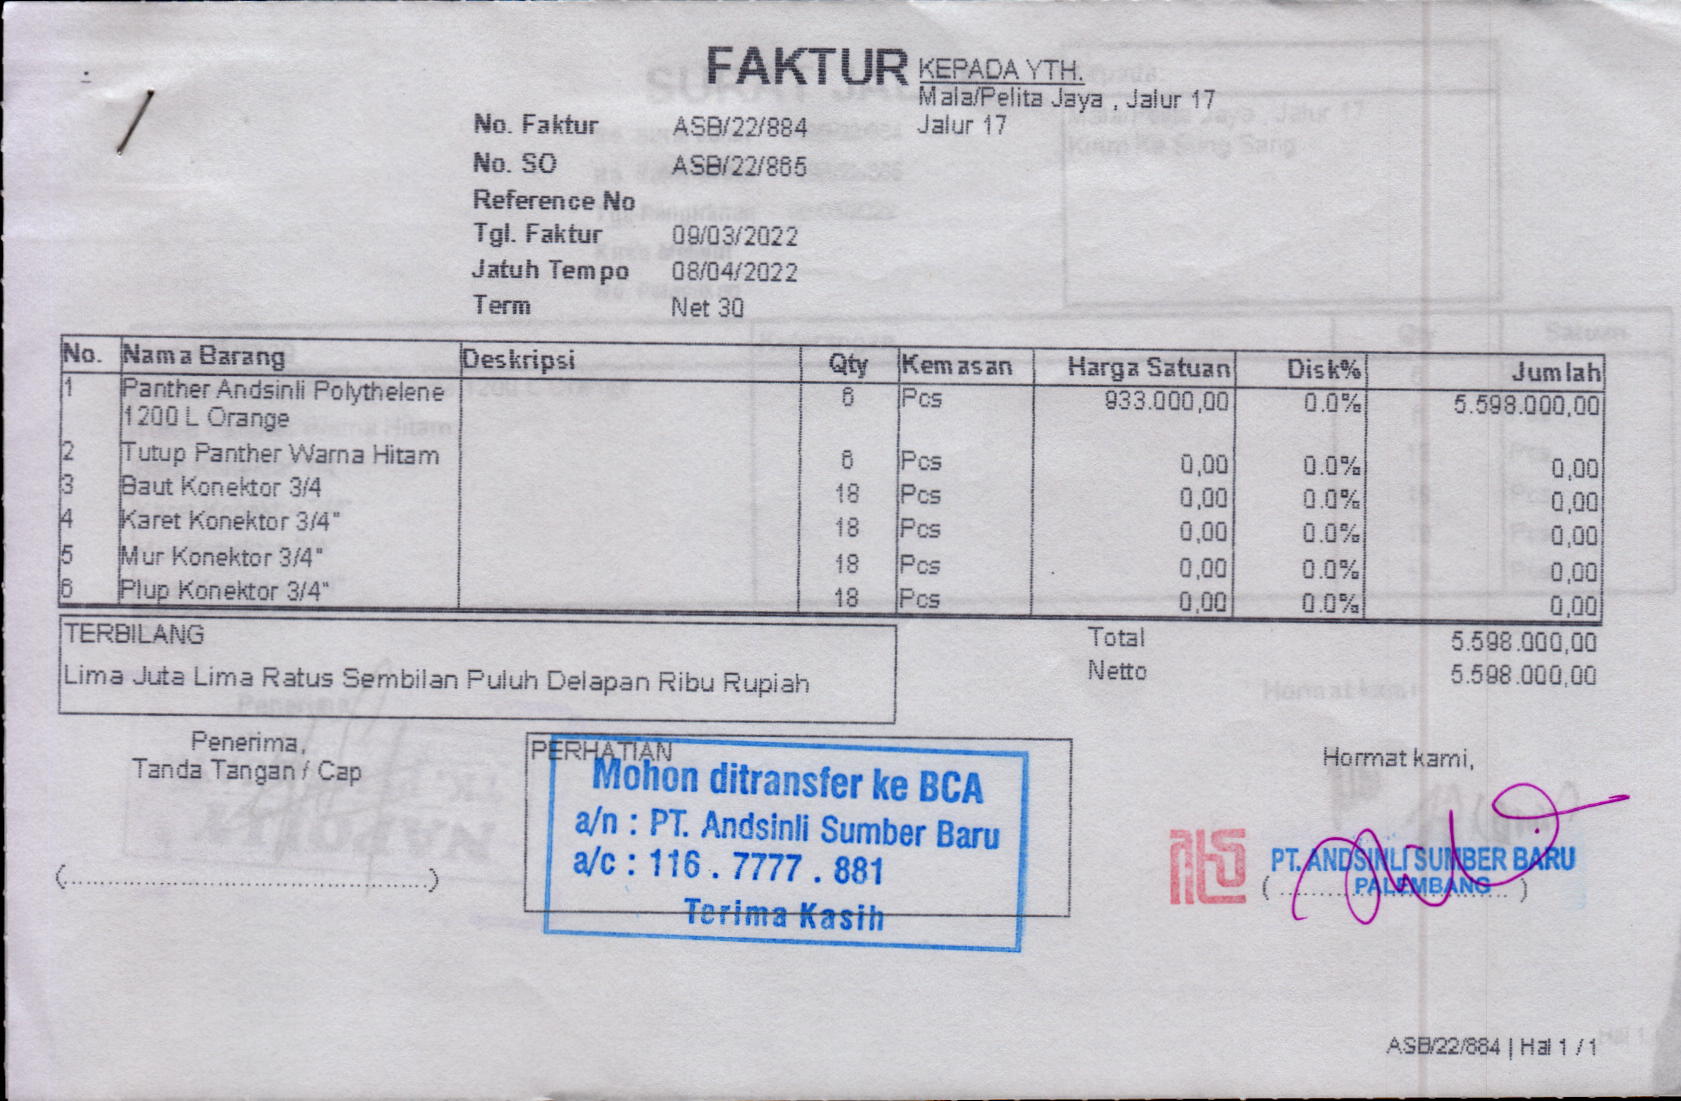 FAKTUR
KEPADA YTH.
Mala/Pelita Jaya , Jalur 17
Jalur 17
No. Faktur ASB/22/884
No. SO ASB/22/865
Reference No
Tgl. Faktur 09/03/2022
Jatuh Tempo 08/04/2022
Term Net 30
No. Nama Barang Deskripsi Qty Kemasan Harga Satuan Disk% Jumlah
1 Panther Andsinli Polythelene 6 Pcs 933.000,00 0.0% 5.598.000,00
1200 L Orange
2 Tutup Panther Warna Hitam 6 Pcs 0,00 0.0% 0,00
3 Baut Konektor 3/4 18 Pcs 0,00 0.0% 0,00
4 Karet Konektor 3/4" 18 Pcs 0,00 0.0% 0,00
5 Mur Konektor 3/4" 18 Pcs 0,00 0.0% 0,00
6 Plup Konektor 3/4" 18 Pcs 0,00 0.0% 0,00
TERBILANG
Lima Juta Lima Ratus Sembilan Puluh Delapan Ribu Rupiah
Total 5.598.000,00
Netto 5.598.000,00
Penerima,
Tanda Tangan / Cap
(..........................................)
PERHATIAN
Mohon ditransfer ke BCA
a/n : PT. Andsinli Sumber Baru
a/c : 116 . 7777 . 881
Terima Kasih
Hormat kami,
PT. ANDSINLI SUMBER BARU
PALEMBANG
ASB/22/884 | Hal 1 / 1